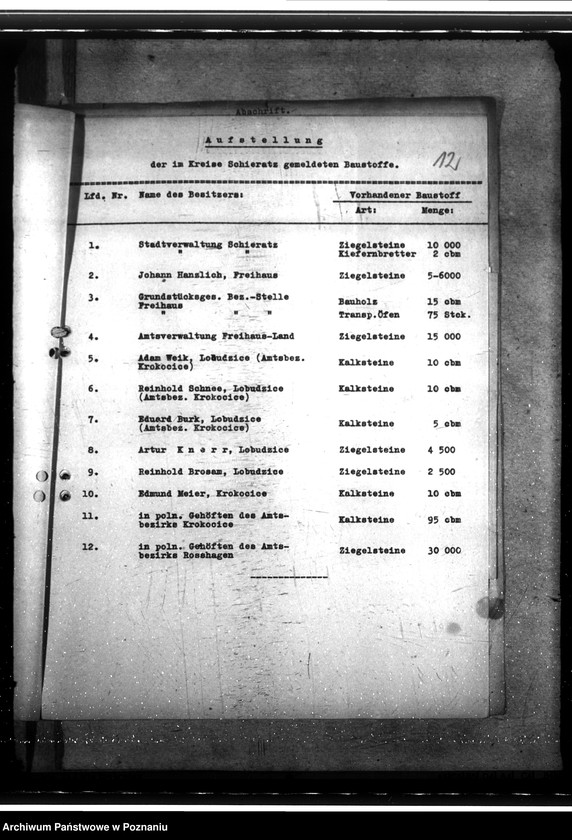 Abschrift.
Aufstellung
der im Kreise Schieratz gemeldeten Baustoffe.
12
Lfd. Nr. Name des Besitzers: Vorhandener Baustoff
Art: Menge:
1. Stadtverwaltung Schieratz Ziegelsteine 10 000
" " Kiefernbretter 2 cbm
2. Johann Hanzlich, Freihaus Ziegelsteine 5-6000
3. Grundstücksges. Bez.-Stelle
Freihaus Bauholz 15 cbm
" " " Transp.Öfen 75 Stck.
4. Amtsverwaltung Freihaus-Land Ziegelsteine 15 000
5. Adam Weik, Lobudzice (Amtsbez.
Krokocice) Kalksteine 10 cbm
6. Reinhold Schnee, Lobudzice Kalksteine 10 cbm
(Amtsbez. Krokocice)
7. Eduard Burk, Lobudzice
(Amtsbez. Krokocice) Kalksteine 5 cbm
8. Artur Knorr, Lobudzice Ziegelsteine 4 500
9. Reinhold Brosam, Lobudzice Ziegelsteine 2 500
10. Edmund Meier, Krokocice Kalksteine 10 cbm
11. in poln. Gehöften des Amts-
bezirks Krokocice Kalksteine 95 cbm
12. in poln. Gehöften des Amts-
bezirks Rosshagen Ziegelsteine 30 000
Archiwum Państwowe w Poznaniu